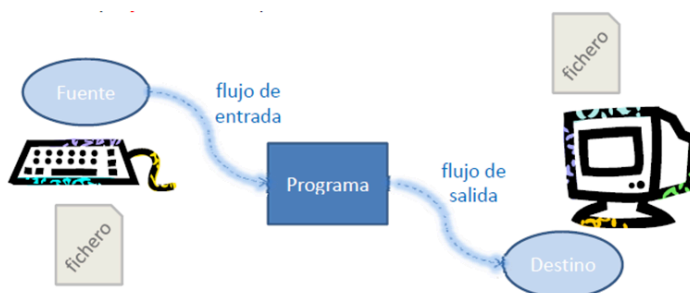 fichero
Fuente
flujo de
entrada
Programa
flujo de
salida
fichero
Destino